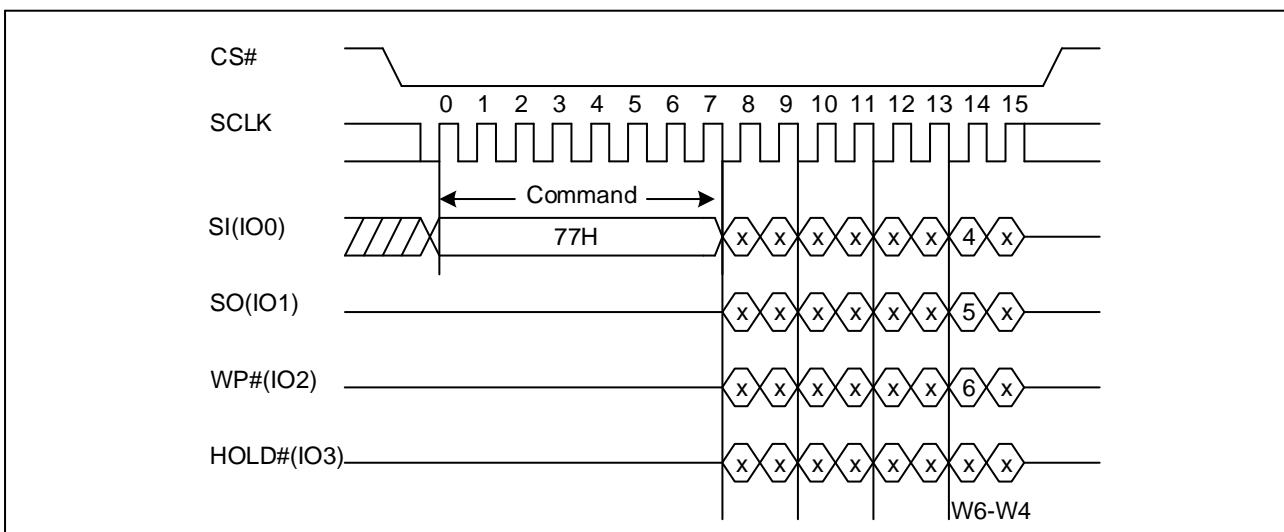 CS#
0 1 2 3 4 5 6 7 8 9 10 11 12 13 14 15
SCLK
Command
SI(IO0) 77H x x x x x x 4 x
SO(IO1) x x x x x x 5 x
WP#(IO2) x x x x x x 6 x
HOLD#(IO3) x x x x x x x x
W6-W4